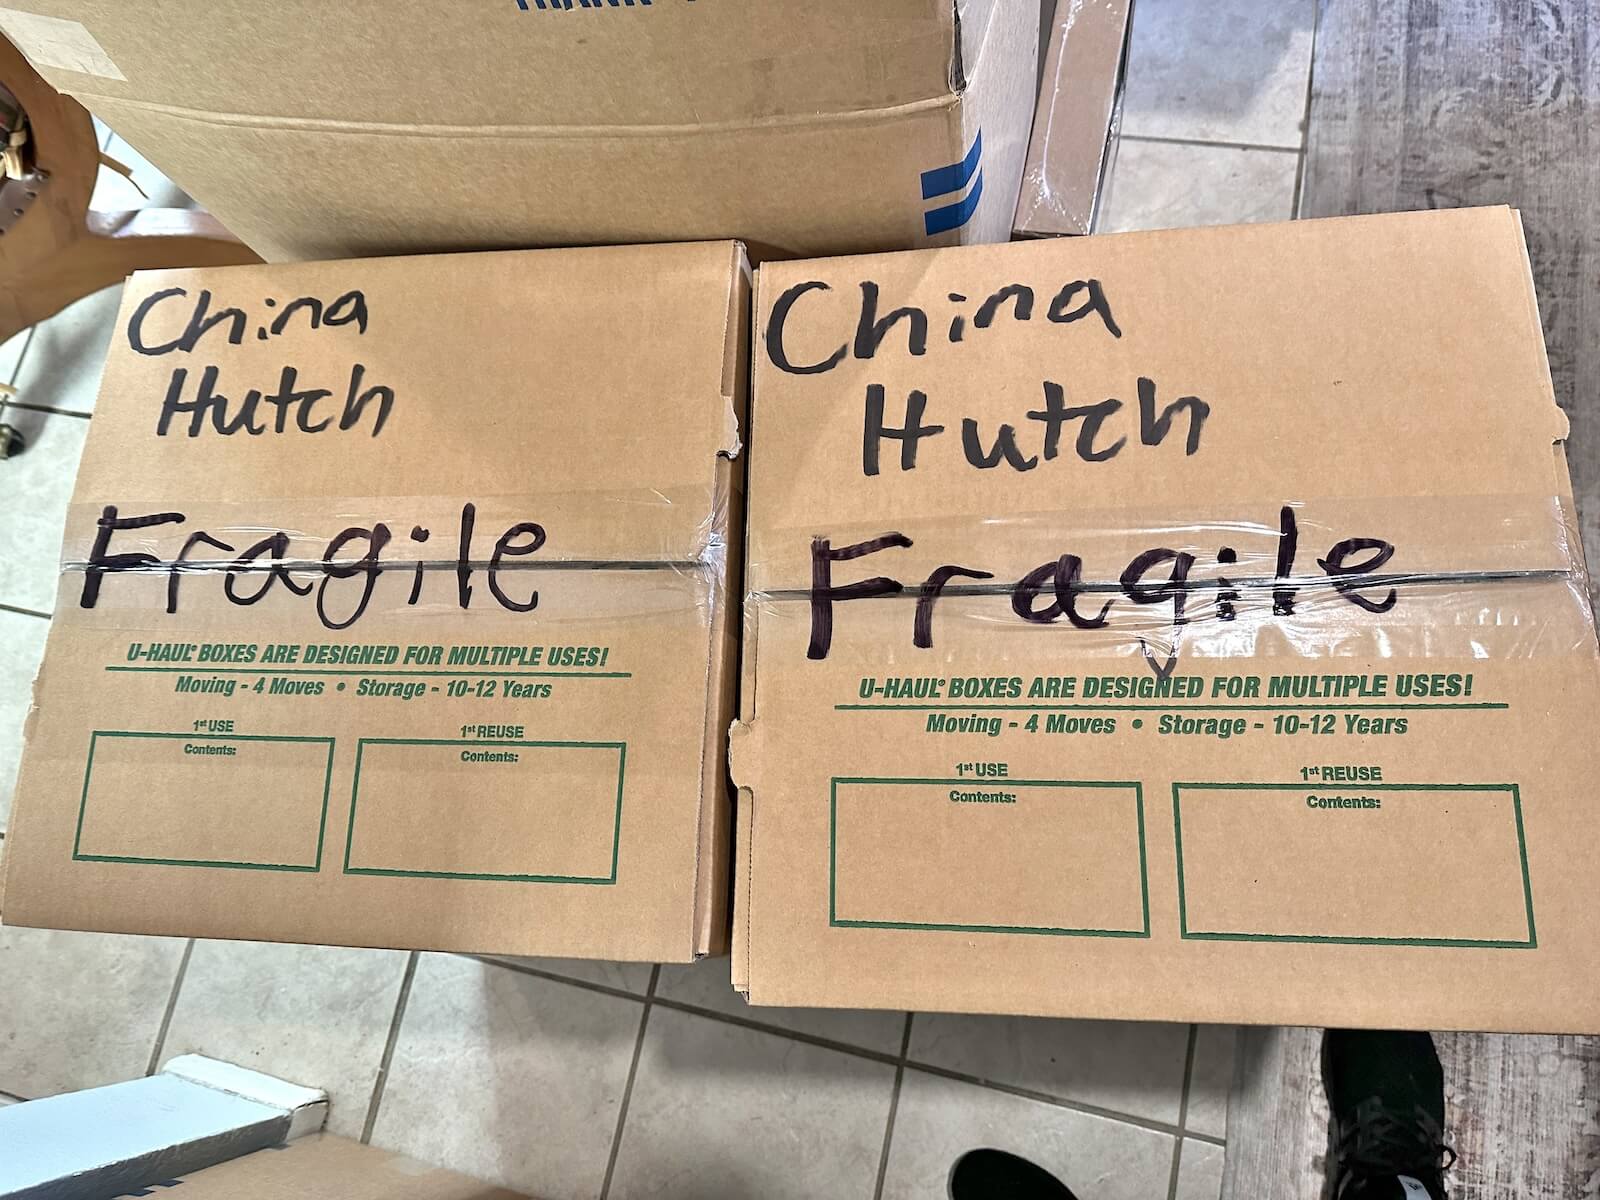 China
Hutch
Fragile
U-HAUL® BOXES ARE DESIGNED FOR MULTIPLE USES!
Moving - 4 Moves • Storage - 10-12 Years
1st USE
Contents:
1st REUSE
Contents:
China
Hutch
Fragile
U-HAUL® BOXES ARE DESIGNED FOR MULTIPLE USES!
Moving - 4 Moves • Storage - 10-12 Years
1st USE
Contents:
1st REUSE
Contents: